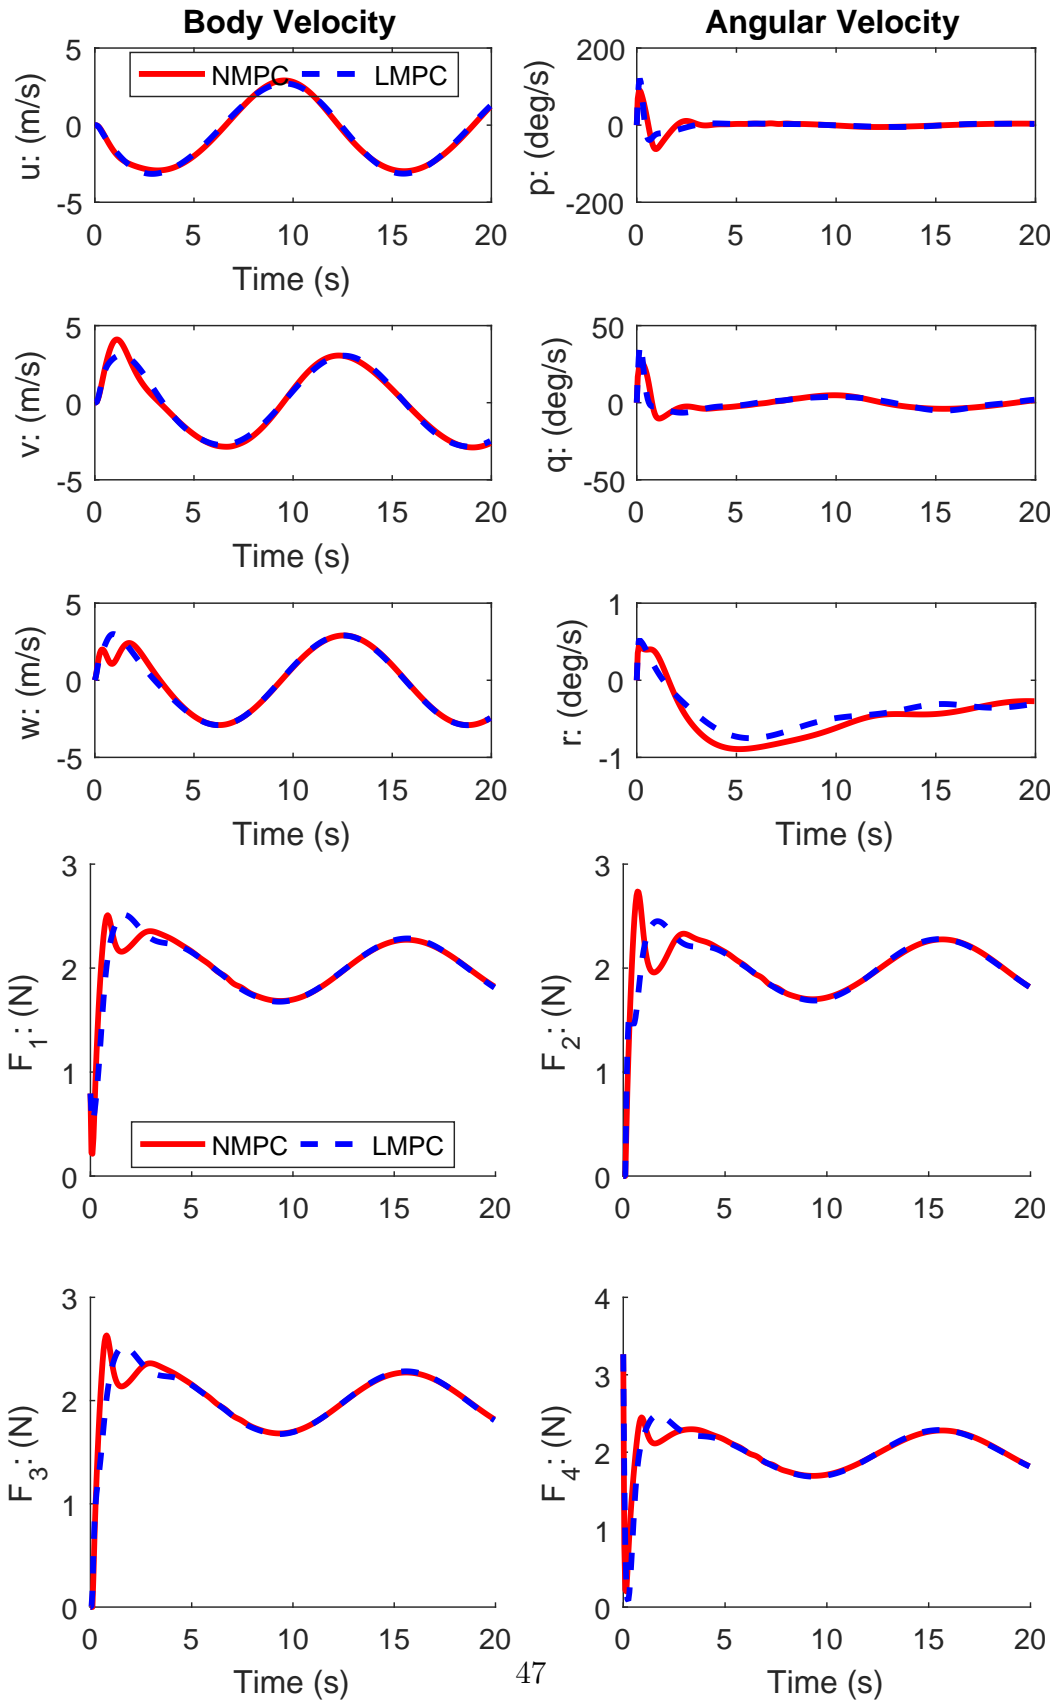 Body Velocity
Angular Velocity
5
0
-5
u: (m/s)
NMPC LMPC
0 5 10 15 20
Time (s)
200
0
-200
p: (deg/s)
0 5 10 15 20
5
0
-5
v: (m/s)
0 5 10 15 20
Time (s)
50
0
-50
q: (deg/s)
0 5 10 15 20
5
0
-5
w: (m/s)
0 5 10 15 20
Time (s)
1
0
-1
r: (deg/s)
0 5 10 15 20
Time (s)
3
2
1
0
F1: (N)
NMPC LMPC
0 5 10 15 20
3
2
1
0
F2: (N)
0 5 10 15 20
3
2
1
0
F3: (N)
0 5 10 15 20
Time (s)
4
3
2
1
0
F4: (N)
0 5 10 15 20
Time (s)
47